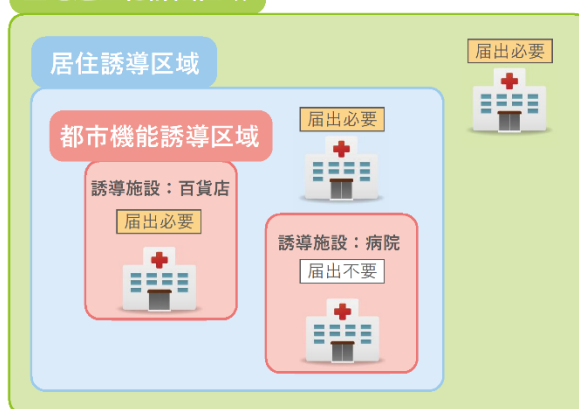 居住誘導区域
届出必要
都市機能誘導区域
届出必要
誘導施設：百貨店
届出必要
誘導施設：病院
届出不要